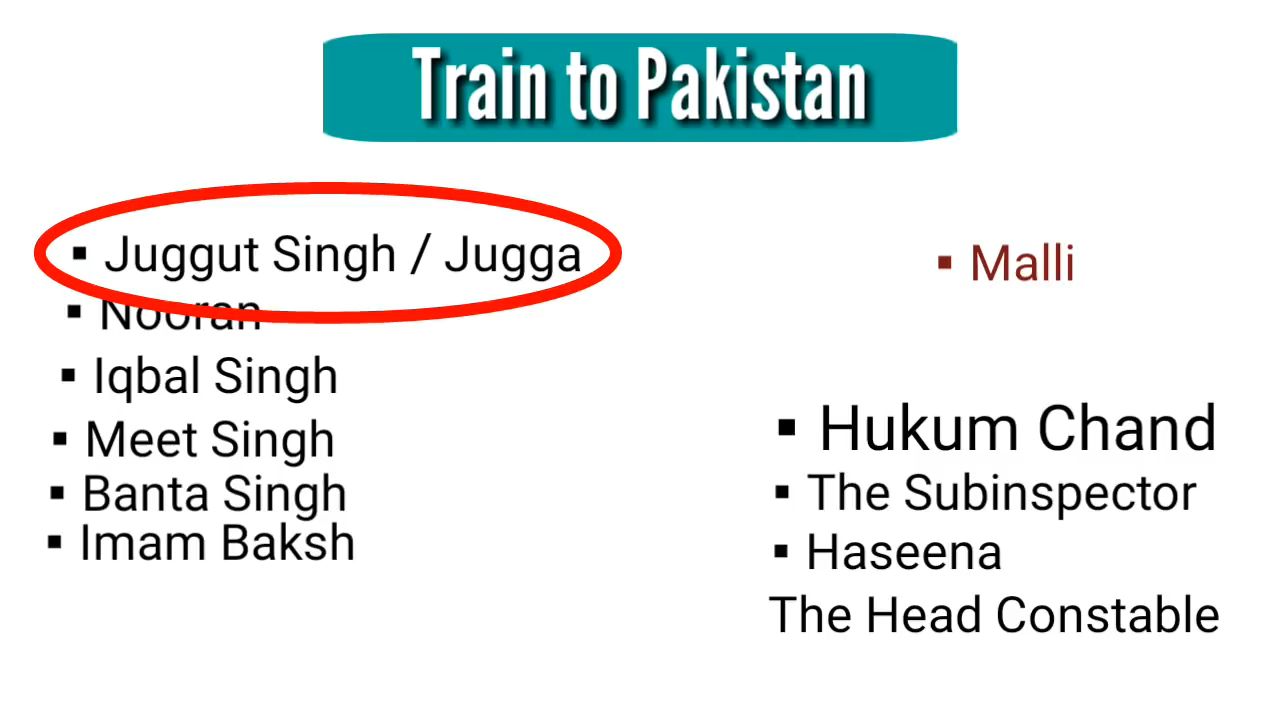 Train to Pakistan
▪ Juggut Singh / Jugga
▪ Nooran
▪ Iqbal Singh
▪ Meet Singh
▪ Banta Singh
▪ Imam Baksh
▪ Malli
▪ Hukum Chand
▪ The Subinspector
▪ Haseena
The Head Constable